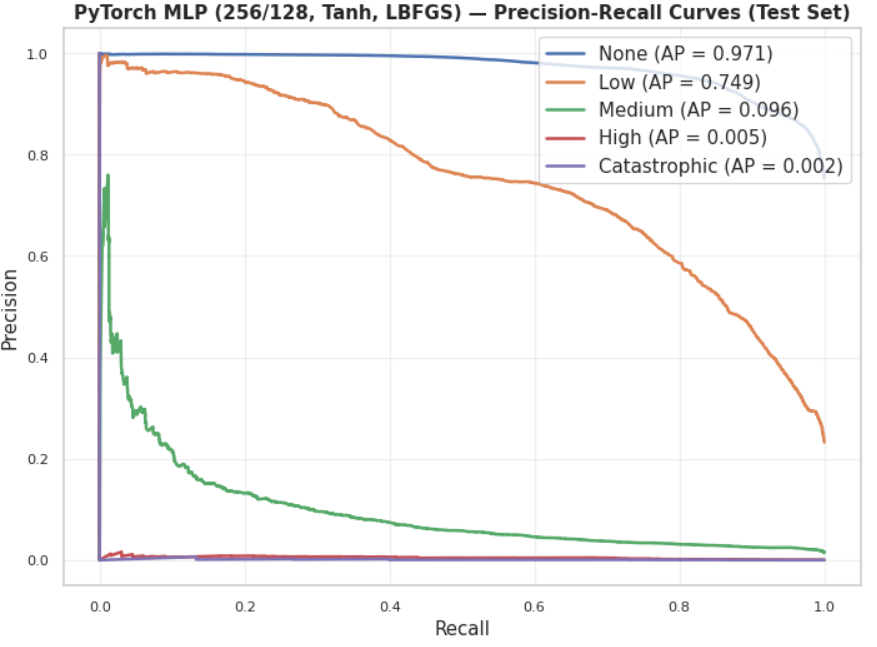 PyTorch MLP (256/128, Tanh, LBFGS) — Precision-Recall Curves (Test Set)
1.0
0.8
0.6
0.4
0.2
0.0
Precision
None (AP = 0.971)
Low (AP = 0.749)
Medium (AP = 0.096)
High (AP = 0.005)
Catastrophic (AP = 0.002)
0.0 0.2 0.4 0.6 0.8 1.0
Recall